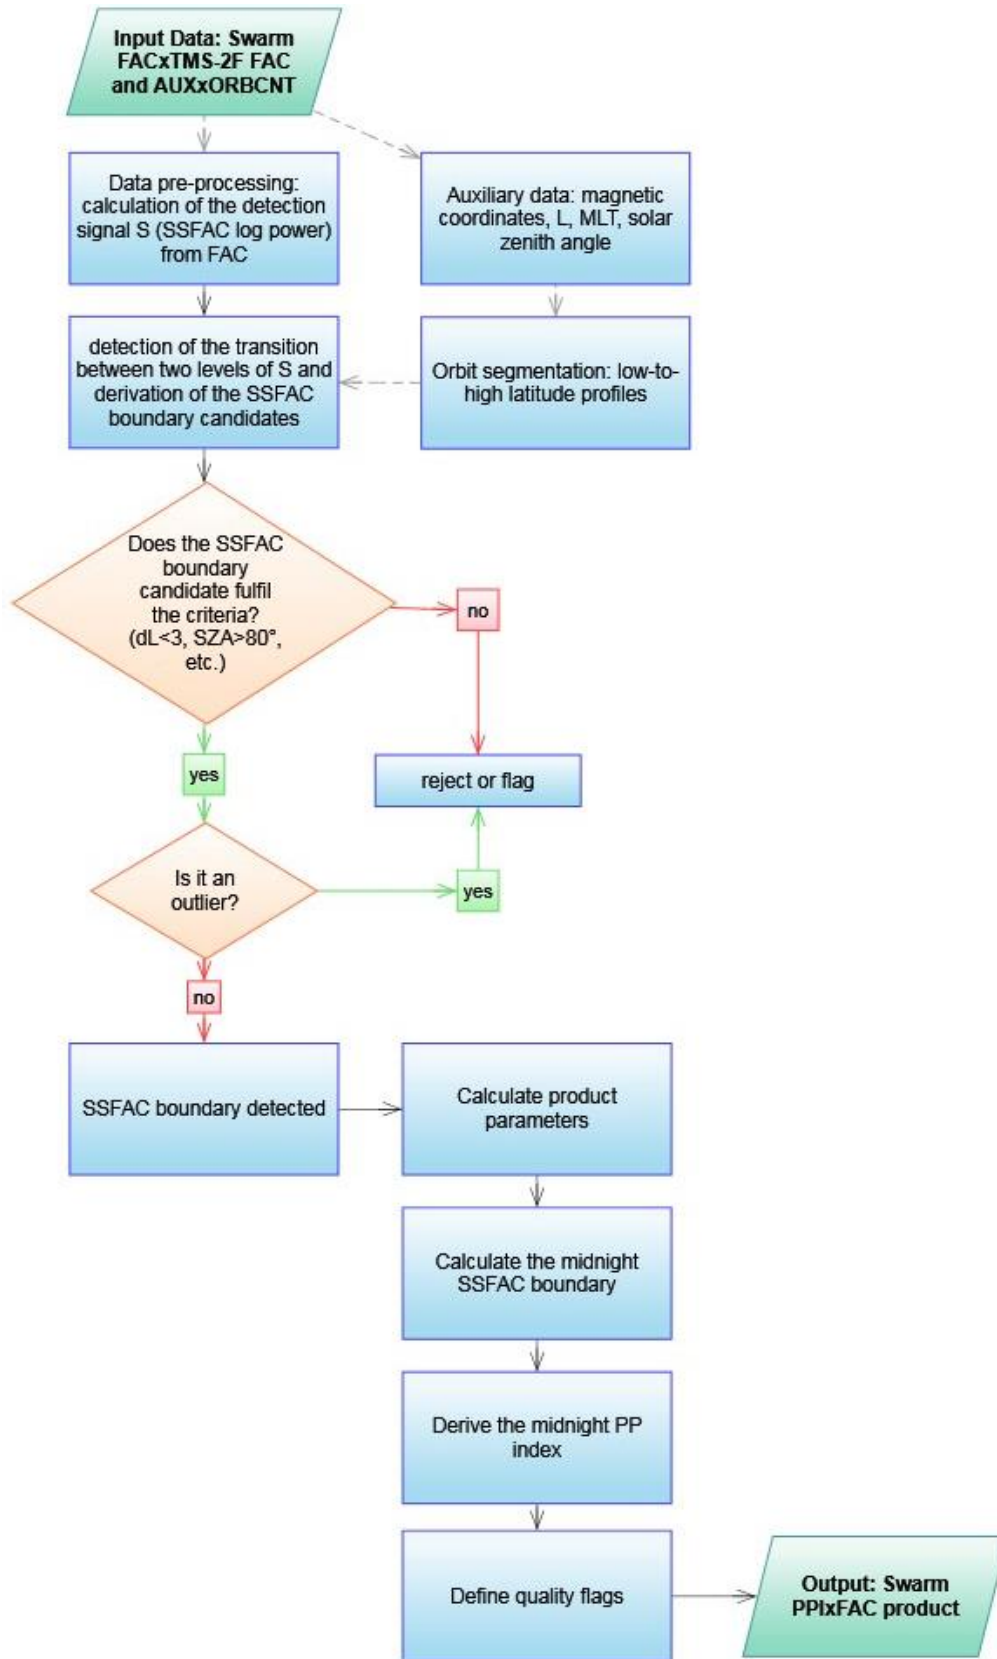 Input Data: Swarm
FACxTMS-2F FAC
and AUXxORBCNT
Data pre-processing:
calculation of the detection
signal S (SSFAC log power)
from FAC
Auxiliary data: magnetic
coordinates, L, MLT, solar
zenith angle
detection of the transition
between two levels of S and
derivation of the SSFAC
boundary candidates
Orbit segmentation: low-to-
high latitude profiles
Does the SSFAC
boundary
candidate fulfil
the criteria?
(dL<3, SZA>80°,
etc.)
no
yes
reject or flag
Is it an
outlier?
yes
no
SSFAC boundary detected
Calculate product
parameters
Calculate the midnight
SSFAC boundary
Derive the midnight PP
index
Define quality flags
Output: Swarm
PPIxFAC product